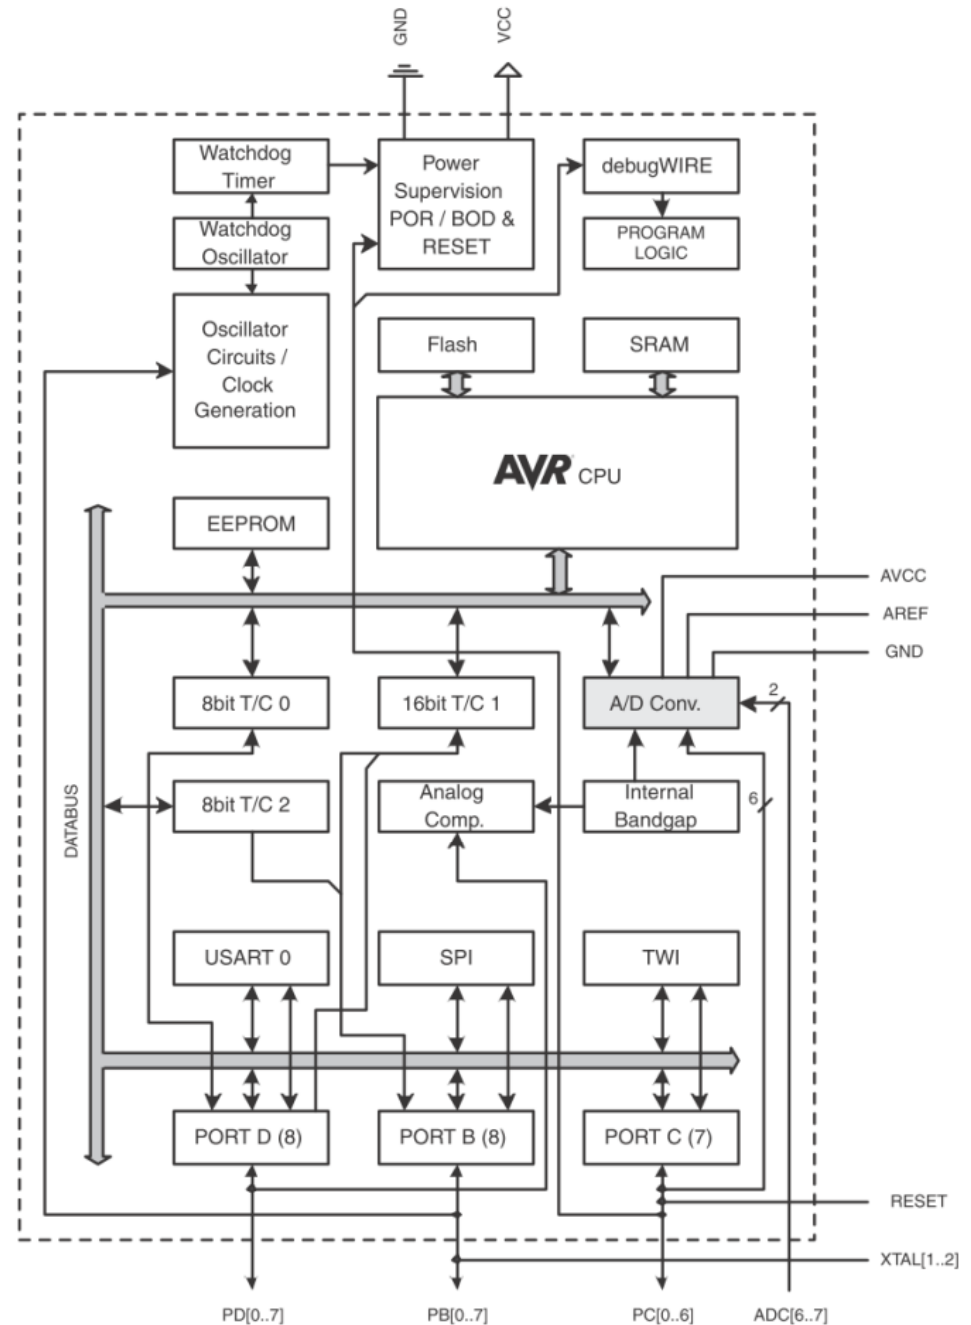 GND
VCC
Watchdog
Timer
Power
Supervision
POR / BOD &
RESET
debugWIRE
Watchdog
Oscillator
PROGRAM
LOGIC
Oscillator
Circuits /
Clock
Generation
Flash
SRAM
AVR CPU
EEPROM
AVCC
AREF
GND
8bit T/C 0
16bit T/C 1
A/D Conv.
2
DATABUS
8bit T/C 2
Analog
Comp.
Internal
Bandgap
6
USART 0
SPI
TWI
PORT D (8)
PORT B (8)
PORT C (7)
RESET
XTAL[1..2]
PD[0..7]
PB[0..7]
PC[0..6]
ADC[6..7]